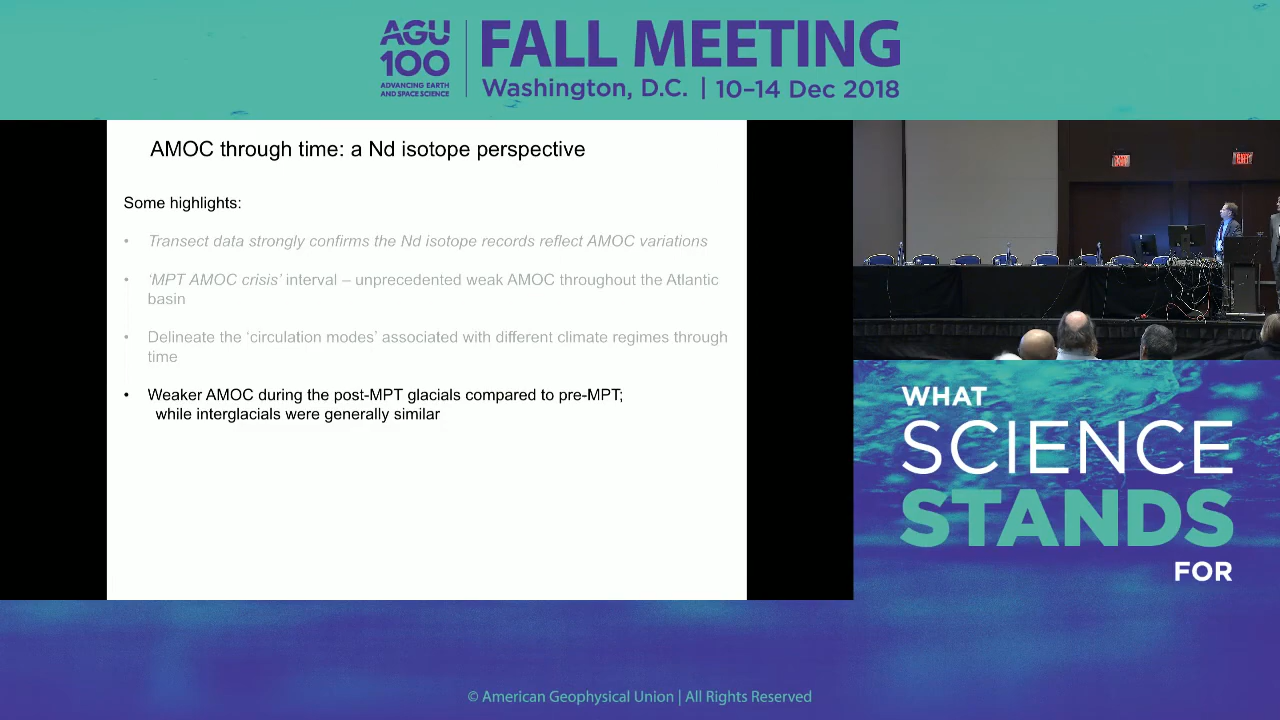 AGU
100
ADVANCING EARTH
AND SPACE SCIENCE
FALL MEETING
Washington, D.C. | 10–14 Dec 2018
AMOC through time: a Nd isotope perspective
Some highlights:
• Transect data strongly confirms the Nd isotope records reflect AMOC variations
• ‘MPT AMOC crisis’ interval – unprecedented weak AMOC throughout the Atlantic
basin
• Delineate the ‘circulation modes’ associated with different climate regimes through
time
• Weaker AMOC during the post-MPT glacials compared to pre-MPT;
while interglacials were generally similar
EXIT
EXIT
WHAT
SCIENCE
STANDS
FOR
© American Geophysical Union | All Rights Reserved